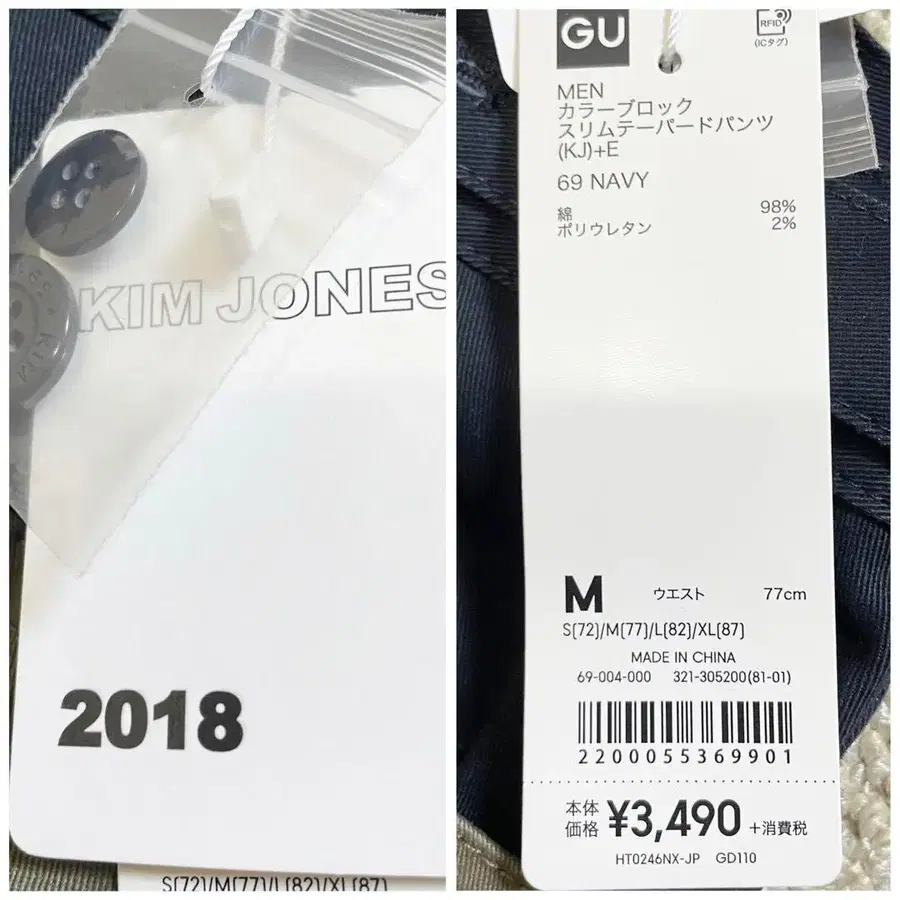 KIM JONES
KIM
2018
S(72)/M(77)/L(82)/XL(87)
GU
RFID
(ICタグ)
MEN
カラーブロック
スリムテーパードパンツ
(KJ)+E
69 NAVY
綿 98%
ポリウレタン 2%
M ウエスト 77cm
S(72)/M(77)/L(82)/XL(87)
MADE IN CHINA
69-004-000 321-305200(81-01)
2200055369901
本体価格 ¥3,490 +消費税
HT0246NX-JP GD110